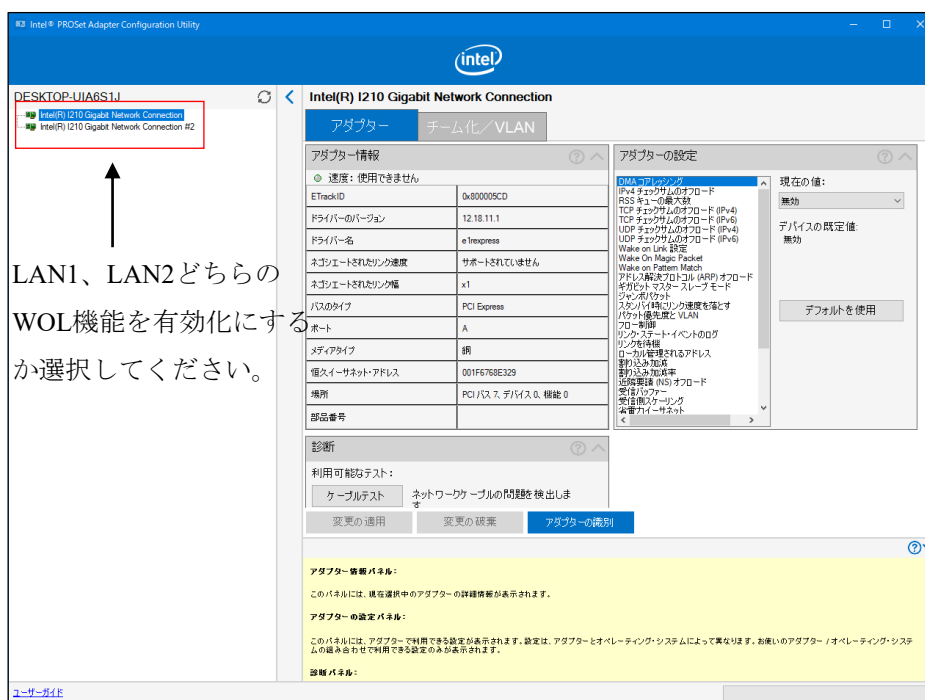 Intel® PROSet Adapter Configuration Utility
intel
DESKTOP-UIA6S1J
Intel(R) I210 Gigabit Network Connection
Intel(R) I210 Gigabit Network Connection #2
LAN1、LAN2どちらの
WOL機能を有効化にする
か選択してください。
Intel(R) I210 Gigabit Network Connection
アダプター
チーム化/VLAN
アダプター情報
速度: 使用できません
ETrackID 0x800005CD
ドライバーのバージョン 12.18.11.1
ドライバー名 e1rexpress
ネゴシエートされたリンク速度 サポートされていません
ネゴシエートされたリンク幅 x1
バスのタイプ PCI Express
ポート A
メディアタイプ 銅
恒久イーサネット・アドレス 001F6768E329
場所 PCI バス 7, デバイス 0, 機能 0
部品番号
診断
利用可能なテスト:
ケーブルテスト
ネットワークケーブルの問題を検出しま
す
アダプターの設定
DMA コアレッシング
IPv4 チェックサムのオフロード
RSS キューの最大数
TCP チェックサムのオフロード (IPv4)
TCP チェックサムのオフロード (IPv6)
UDP チェックサムのオフロード (IPv4)
UDP チェックサムのオフロード (IPv6)
Wake on Link 設定
Wake On Magic Packet
Wake on Pattern Match
アドレス解決プロトコル (ARP) オフロード
ギガビット マスター スレーブ モード
ジャンボパケット
スタンバイ時にリンク速度を落とす
パケット優先度と VLAN
フロー制御
リンク・ステート・イベントのログ
リンクを待機
ローカル管理されるアドレス
割り込み加減
割り込み加減率
近隣要請 (NS) オフロード
受信バッファー
受信側スケーリング
省電力イーサネット
現在の値:
無効
デバイスの既定値:
無効
デフォルトを使用
変更の適用
変更の破棄
アダプターの識別
アダプター情報パネル:
このパネルには、現在選択中のアダプターの詳細情報が表示されます。
アダプターの設定パネル:
このパネルには、アダプターで利用できる設定が表示されます。設定は、アダプターとオペレーティング・システムによって異なります。お使いのアダプター / オペレーティング・システ
ムの組み合わせで利用できる設定のみが表示されます。
診断パネル:
ユーザーガイド